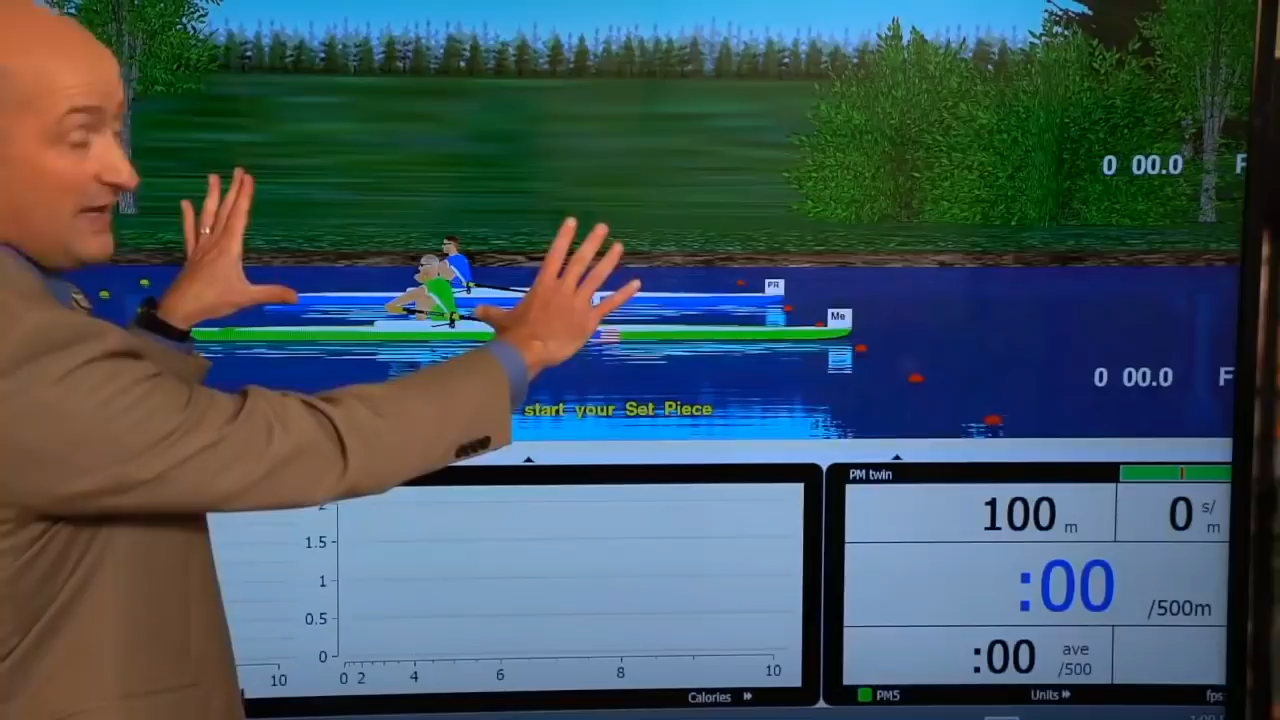 0 00.0 F
PR
Me
0 00.0 F
start your Set Piece
PM twin
100 m
0 s/m
:00 /500m
:00 ave /500
1.5
1
0.5
0
10
0 2 4 6 8 10
Calories
PM5
Units
fps